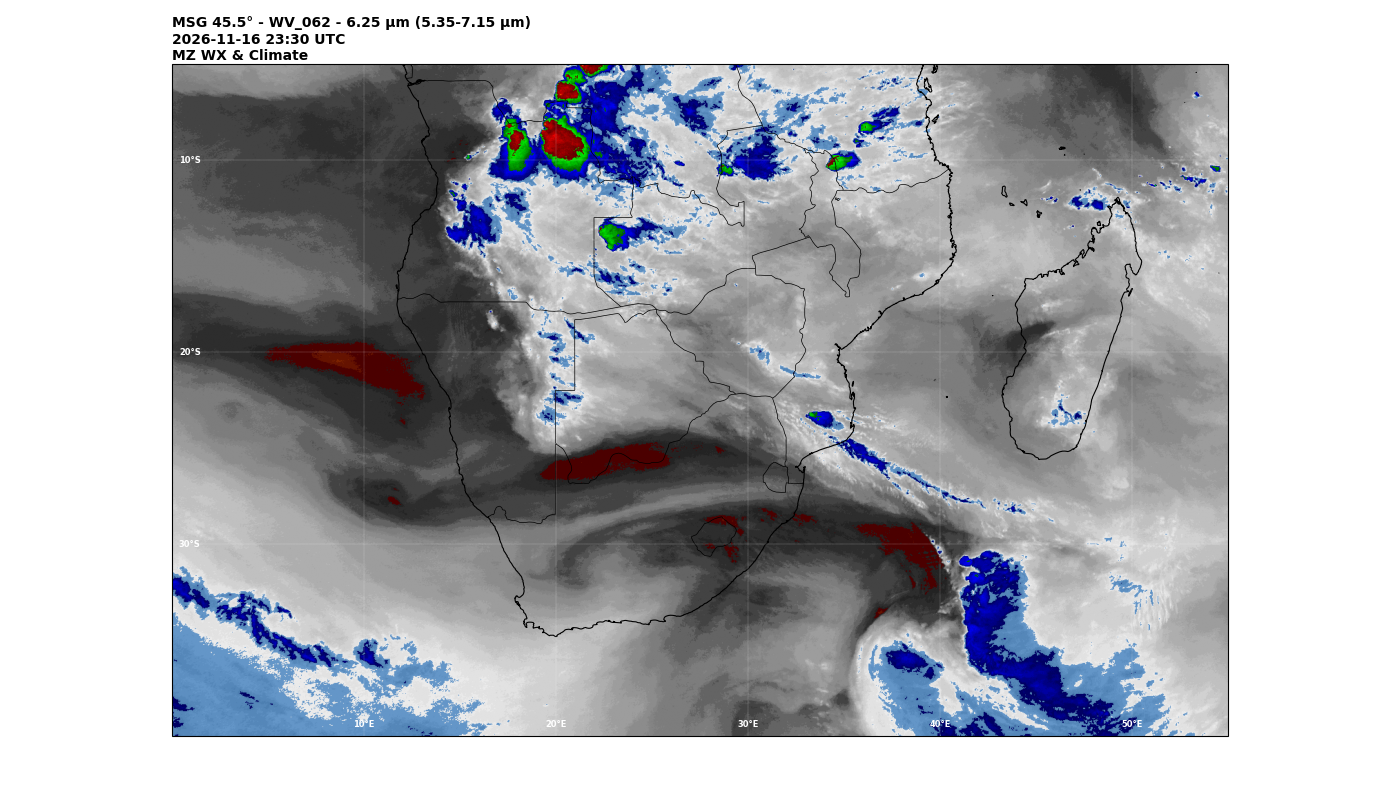 MSG 45.5° - WV_062 - 6.25 µm (5.35-7.15 µm)
2026-11-16 23:30 UTC
MZ WX & Climate
10°S
20°S
30°S
10°E 20°E 30°E 40°E 50°E